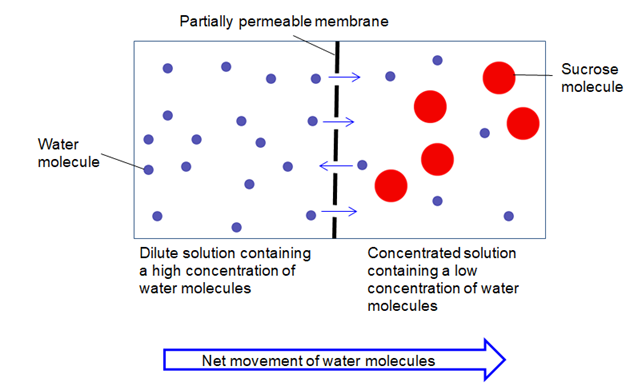 Partially permeable membrane
Sucrose
molecule
Water
molecule
Dilute solution containing
a high concentration of
water molecules
Concentrated solution
containing a low
concentration of water
molecules
Net movement of water molecules